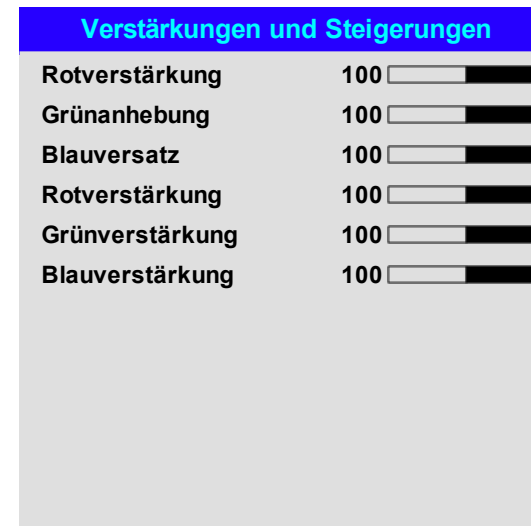 Verstärkungen und Steigerungen
Rotverstärkung 100
Grünanhebung 100
Blauversatz 100
Rotverstärkung 100
Grünverstärkung 100
Blauverstärkung 100